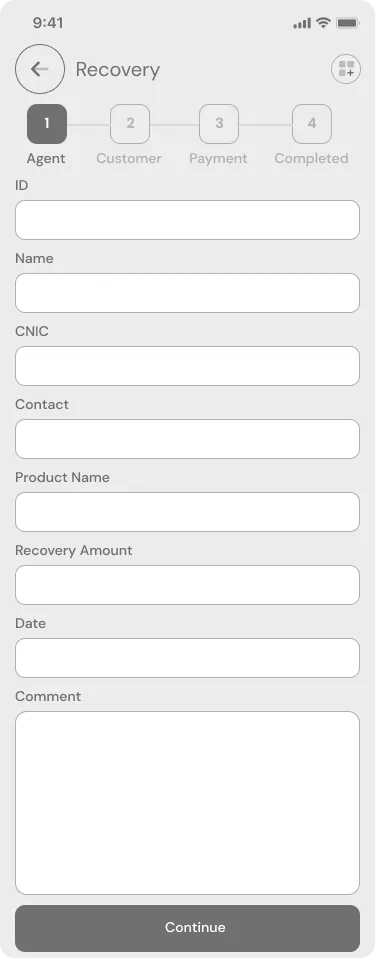 9:41
Recovery
1 2 3 4
Agent Customer Payment Completed
ID
Name
CNIC
Contact
Product Name
Recovery Amount
Date
Comment
Continue